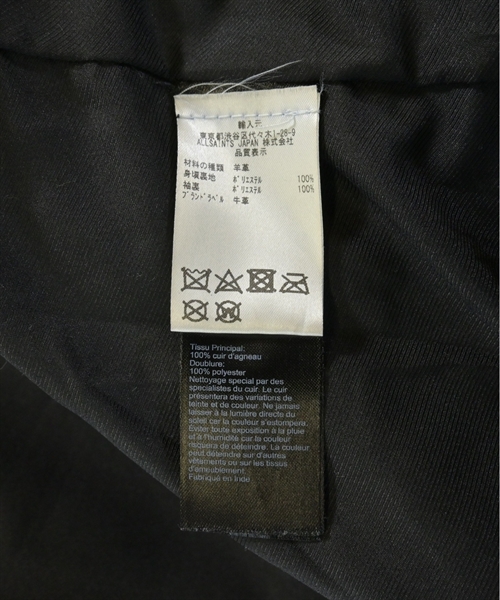 輸入元
東京都渋谷区代々木1-28-9
ALLSAINTS JAPAN 株式会社
品質表示
材料の種類 羊革
身頃裏地 ポリエステル 100%
袖裏 ポリエステル 100%
ブランドラベル 牛革
W
Tissu Principal:
100% cuir d'agneau
Doublure:
100% polyester
Nettoyage special par des
specialistes du cuir. Le cuir
présentera des variations de
teinte et de couleur. Ne jamais
laisser à la lumière directe du
soleil car la couleur s'estompera.
Éviter toute exposition à la pluie
et à l'humidité car la couleur
risquera de déteindre. La couleur
peut déteindre sur d'autres
vêtements ou sur les tissus
d'ameublement.
Fabriqué en Inde